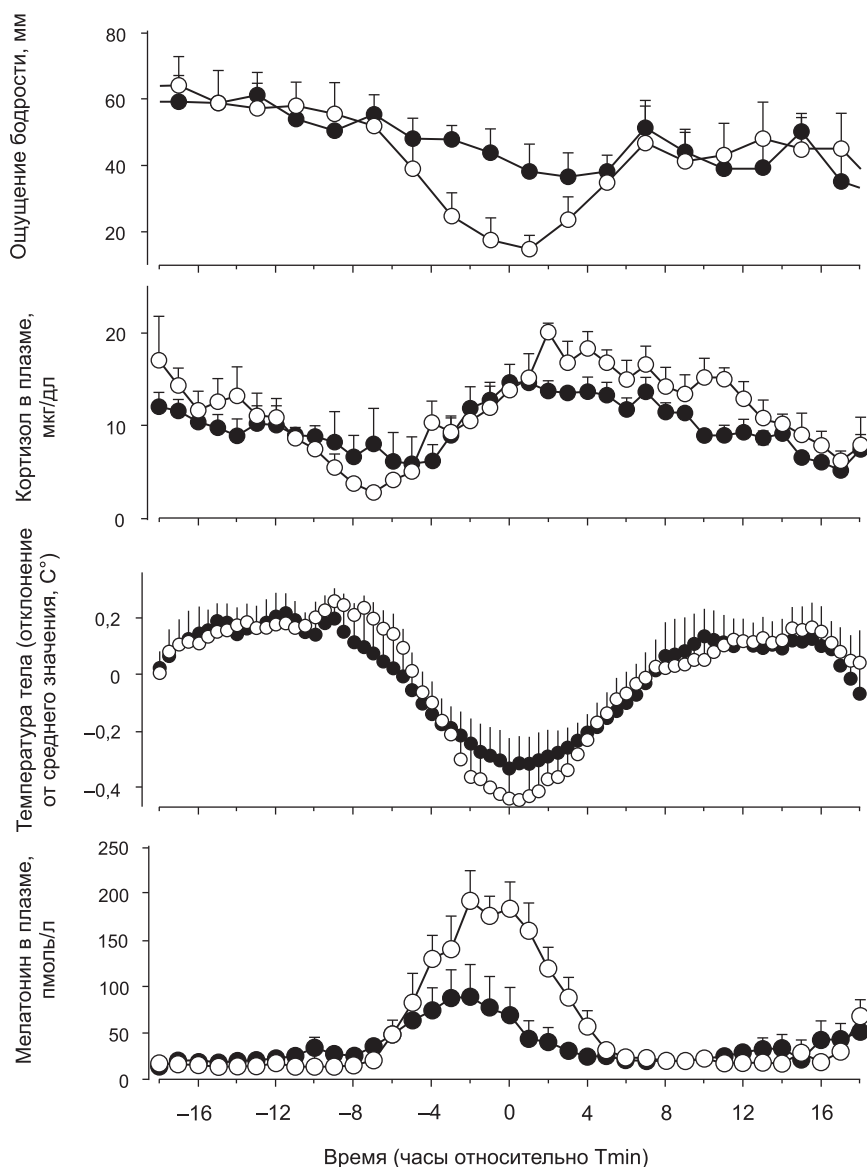 Ощущение бодрости, мм
80
60
40
20
Кортизол в плазме,
мкг/дл
20
10
0
Температура тела (отклонение
от среднего значения, С°)
0,2
0
–0,2
–0,4
Мелатонин в плазме,
пмоль/л
250
200
150
100
50
0
–16 –12 –8 –4 0 4 8 12 16
Время (часы относительно Tmin)